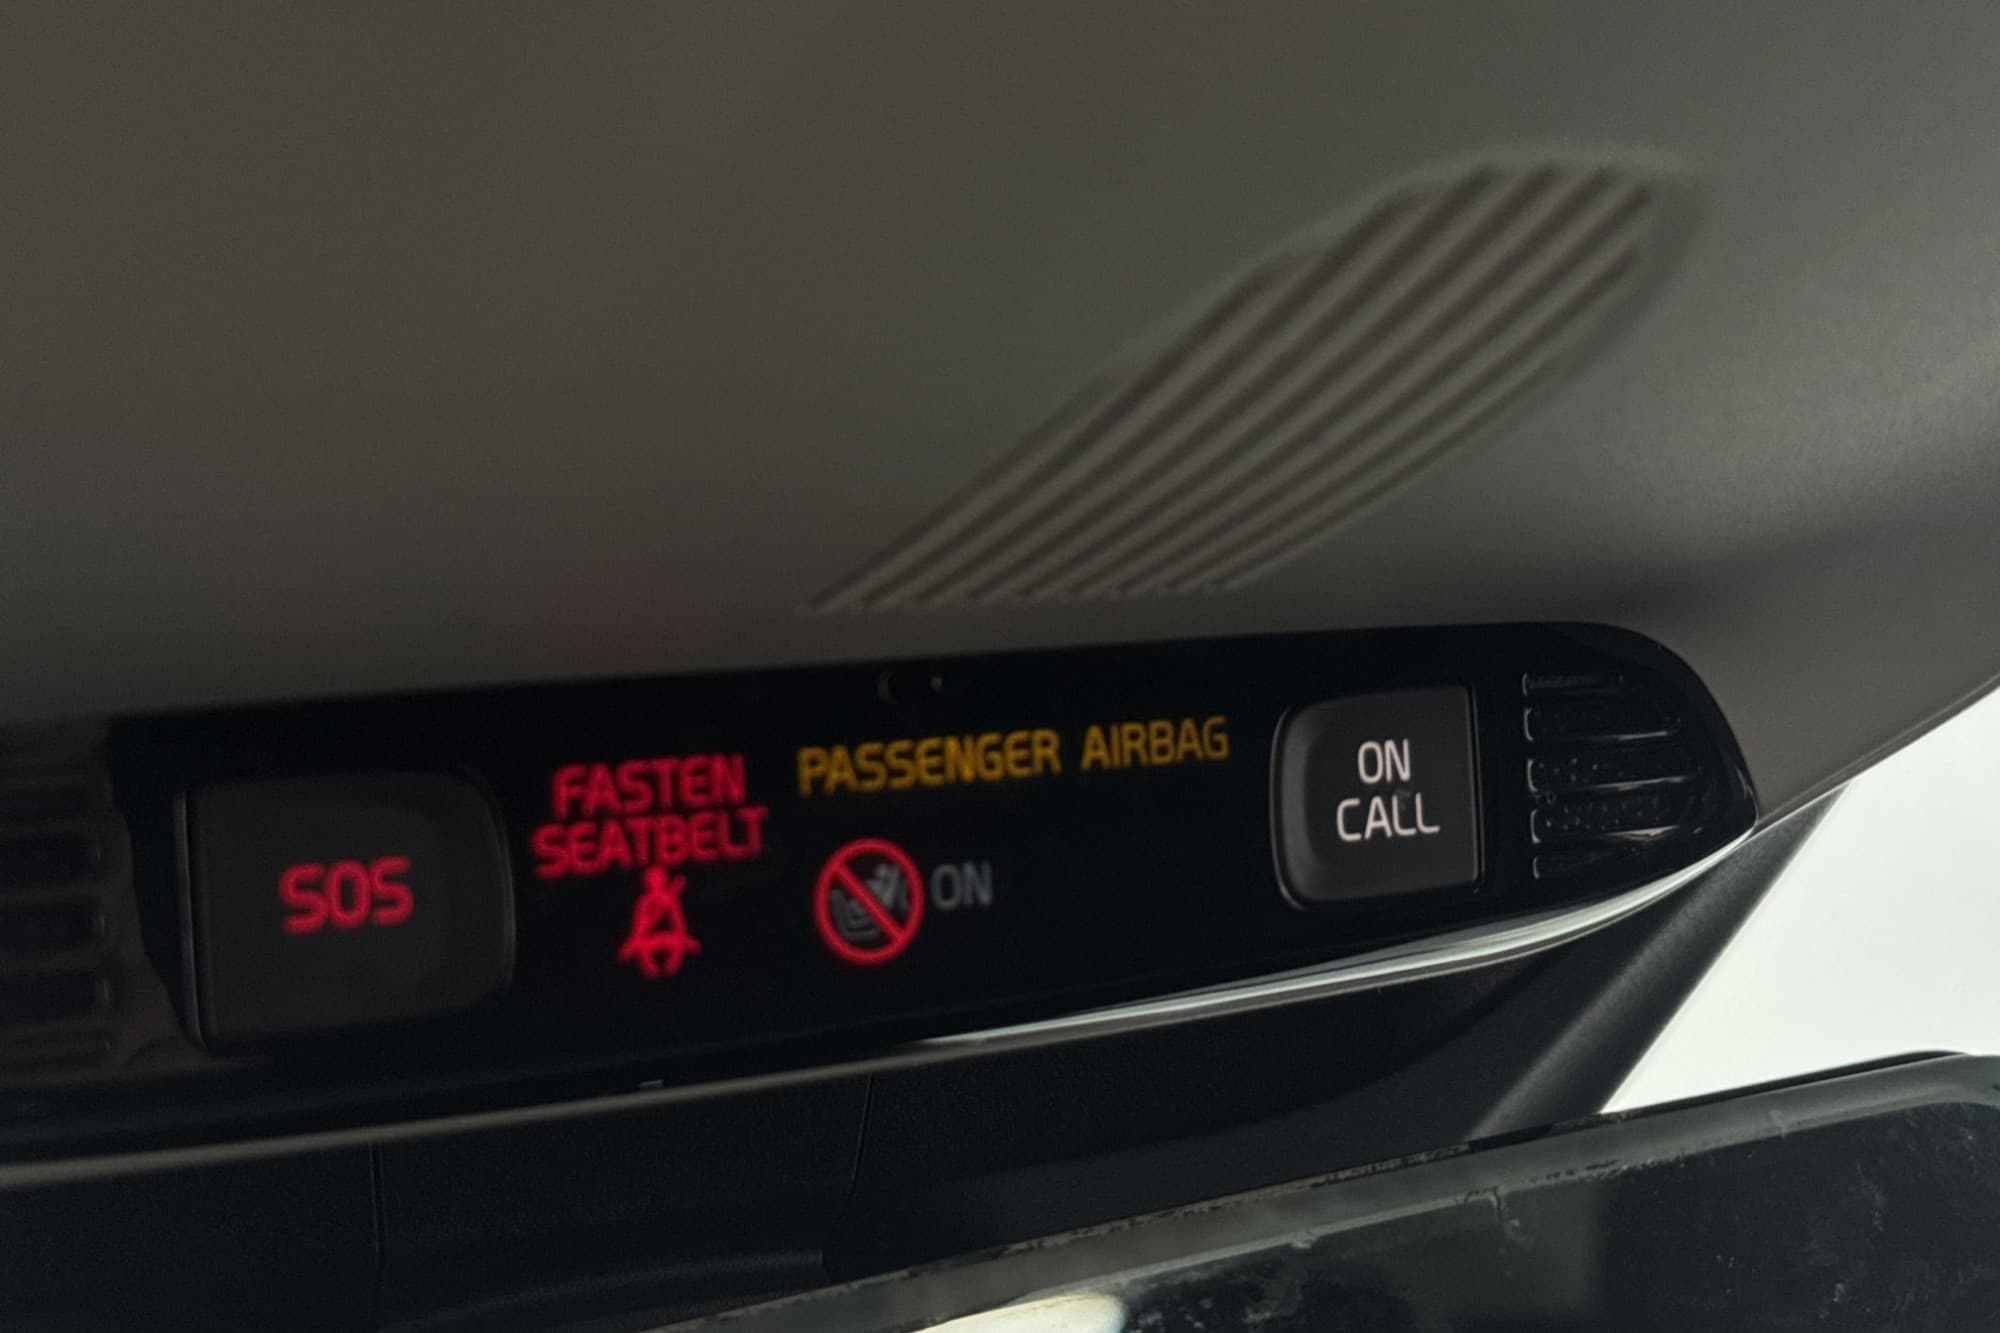 SOS
FASTEN
SEATBELT
PASSENGER AIRBAG
ON
ON
CALL